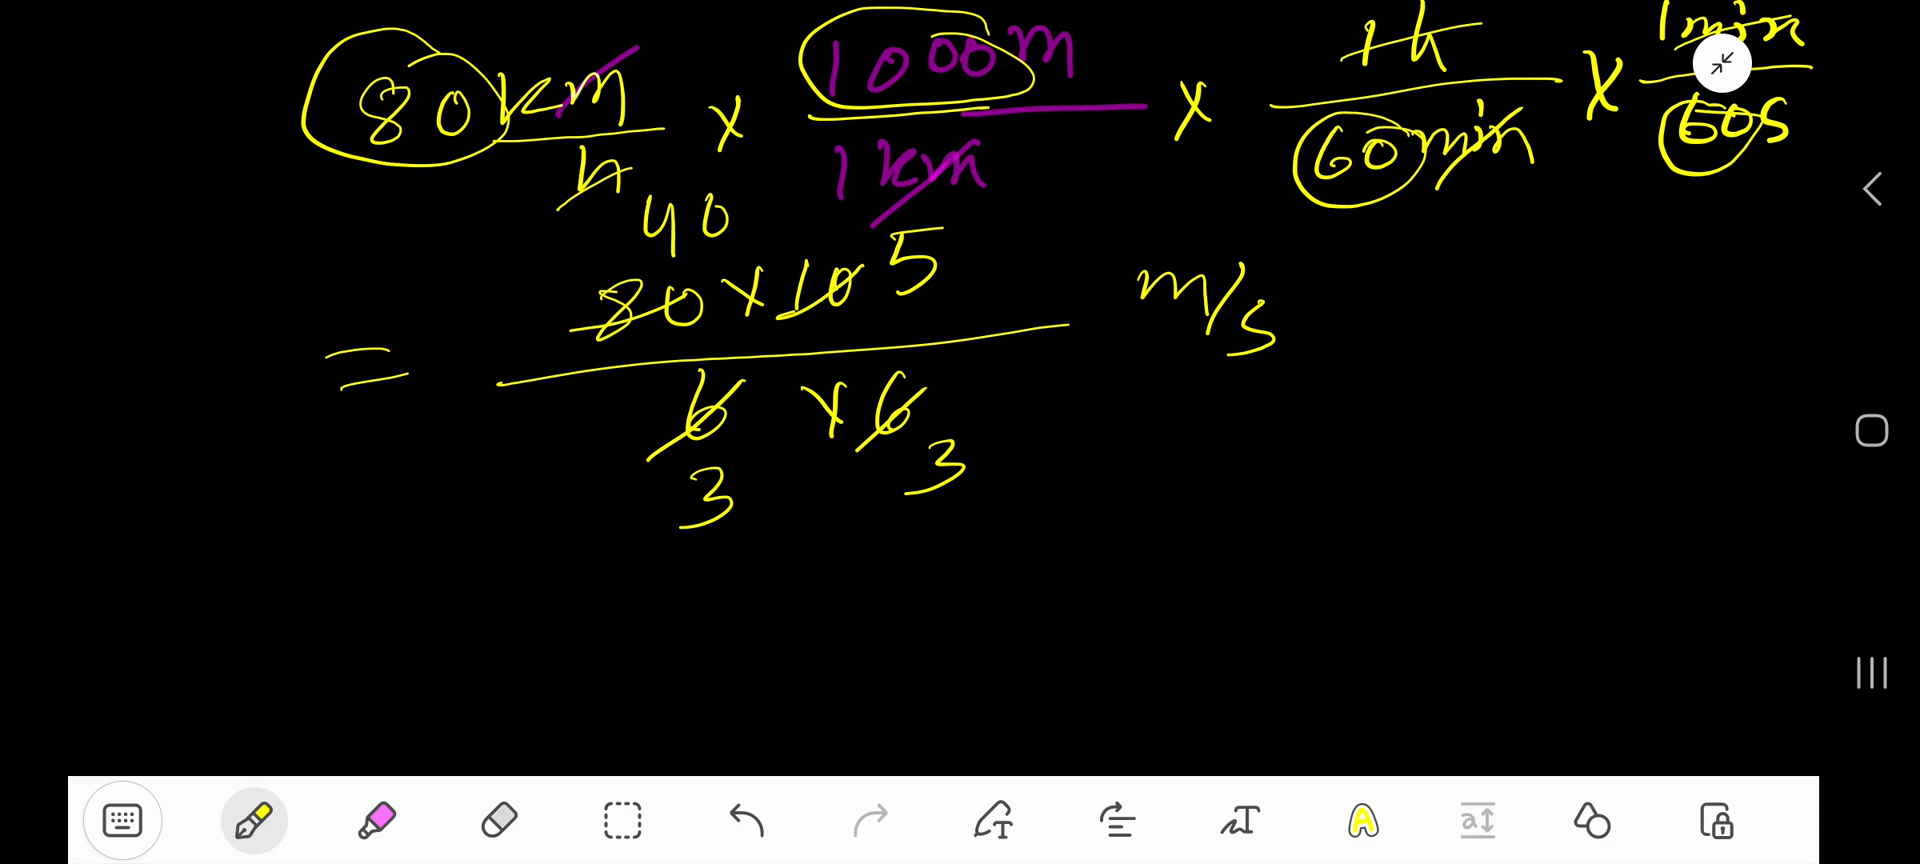 80 km/h × 1000 m/1 km × 1 h/60 min × 1 min/60 s
40
= 80 × 10 5/6 × 6 m/s
3 3